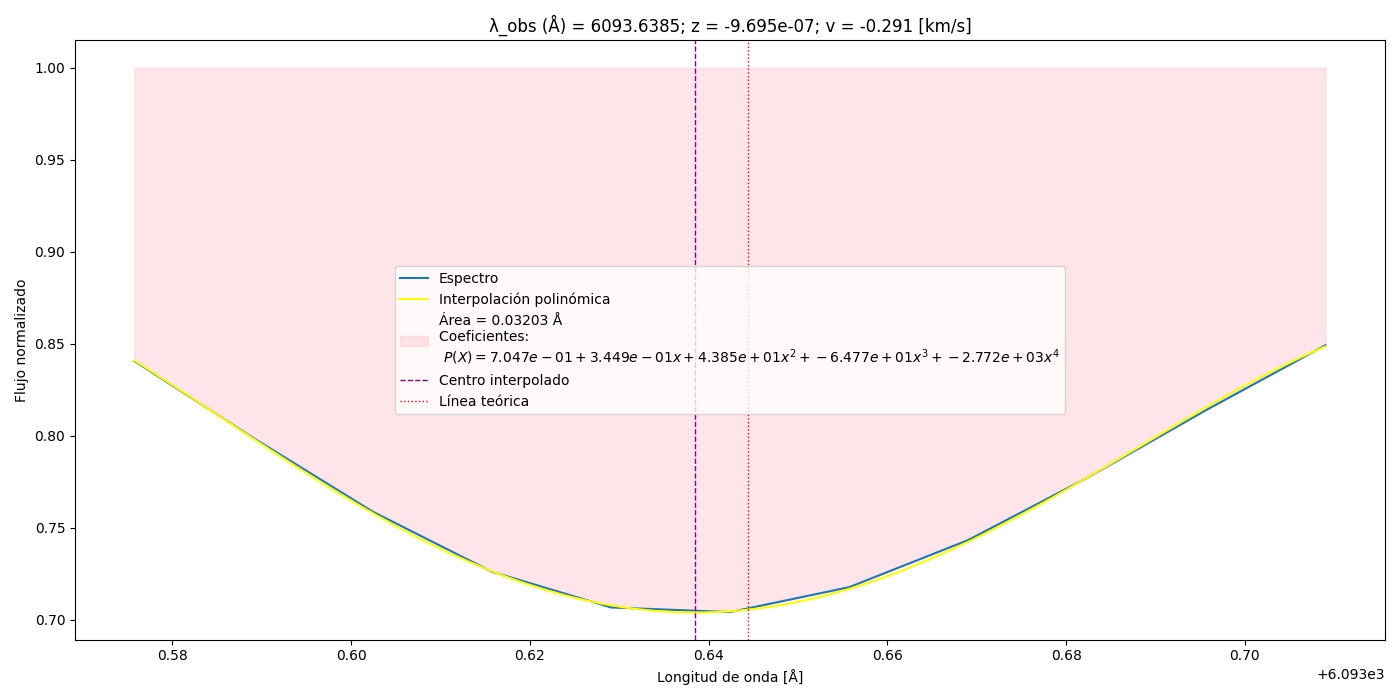 λ_obs (Å) = 6093.6385; z = -9.695e-07; v = -0.291 [km/s]
Flujo normalizado
1.00
0.95
0.90
0.85
0.80
0.75
0.70
Espectro
Interpolación polinómica
Área = 0.03203 Å
Coeficientes:
P(X) = 7.047e − 01 + 3.449e − 01x + 4.385e + 01x² + −6.477e + 01x³ + −2.772e + 03x⁴
Centro interpolado
Línea teórica
0.58 0.60 0.62 0.64 0.66 0.68 0.70
+6.093e3
Longitud de onda [Å]